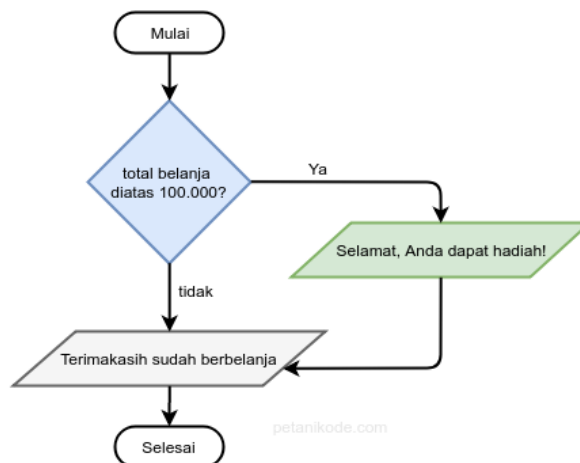 Mulai
total belanja
diatas 100.000?
Ya
Selamat, Anda dapat hadiah!
tidak
Terimakasih sudah berbelanja
petanikode.com
Selesai